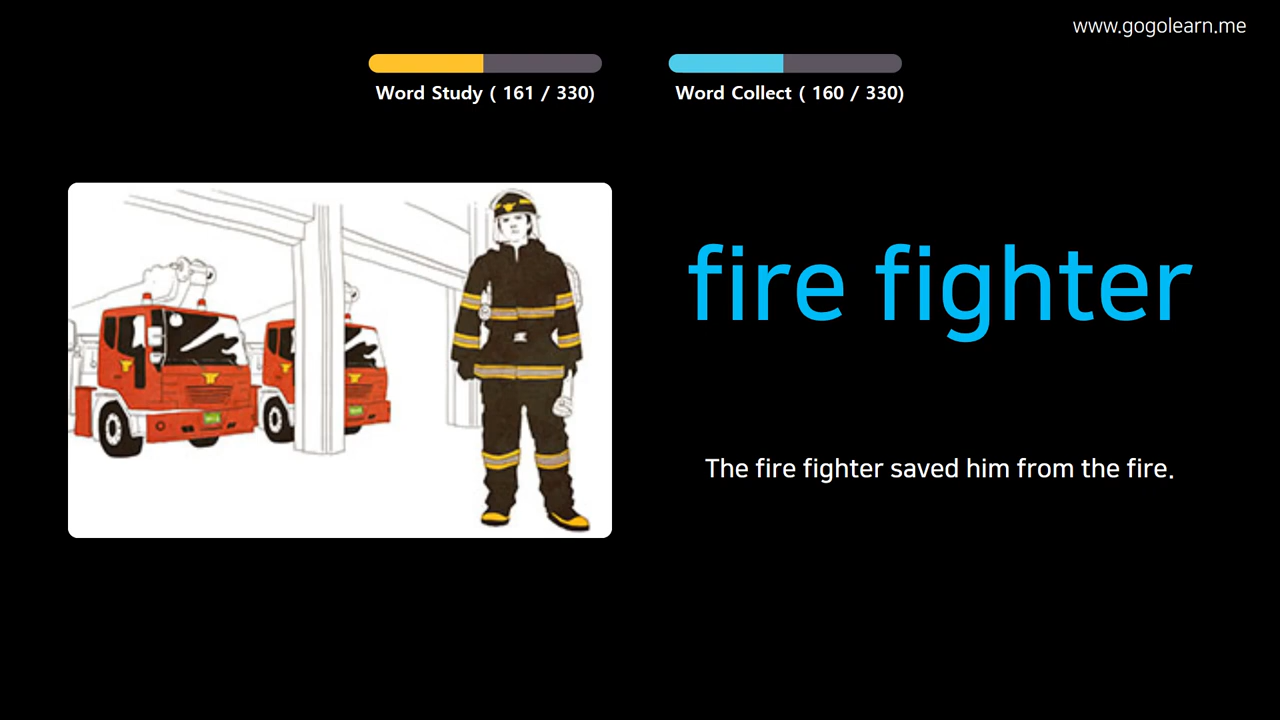 www.gogolearn.me
Word Study ( 161 / 330)
Word Collect ( 160 / 330)
fire fighter
The fire fighter saved him from the fire.